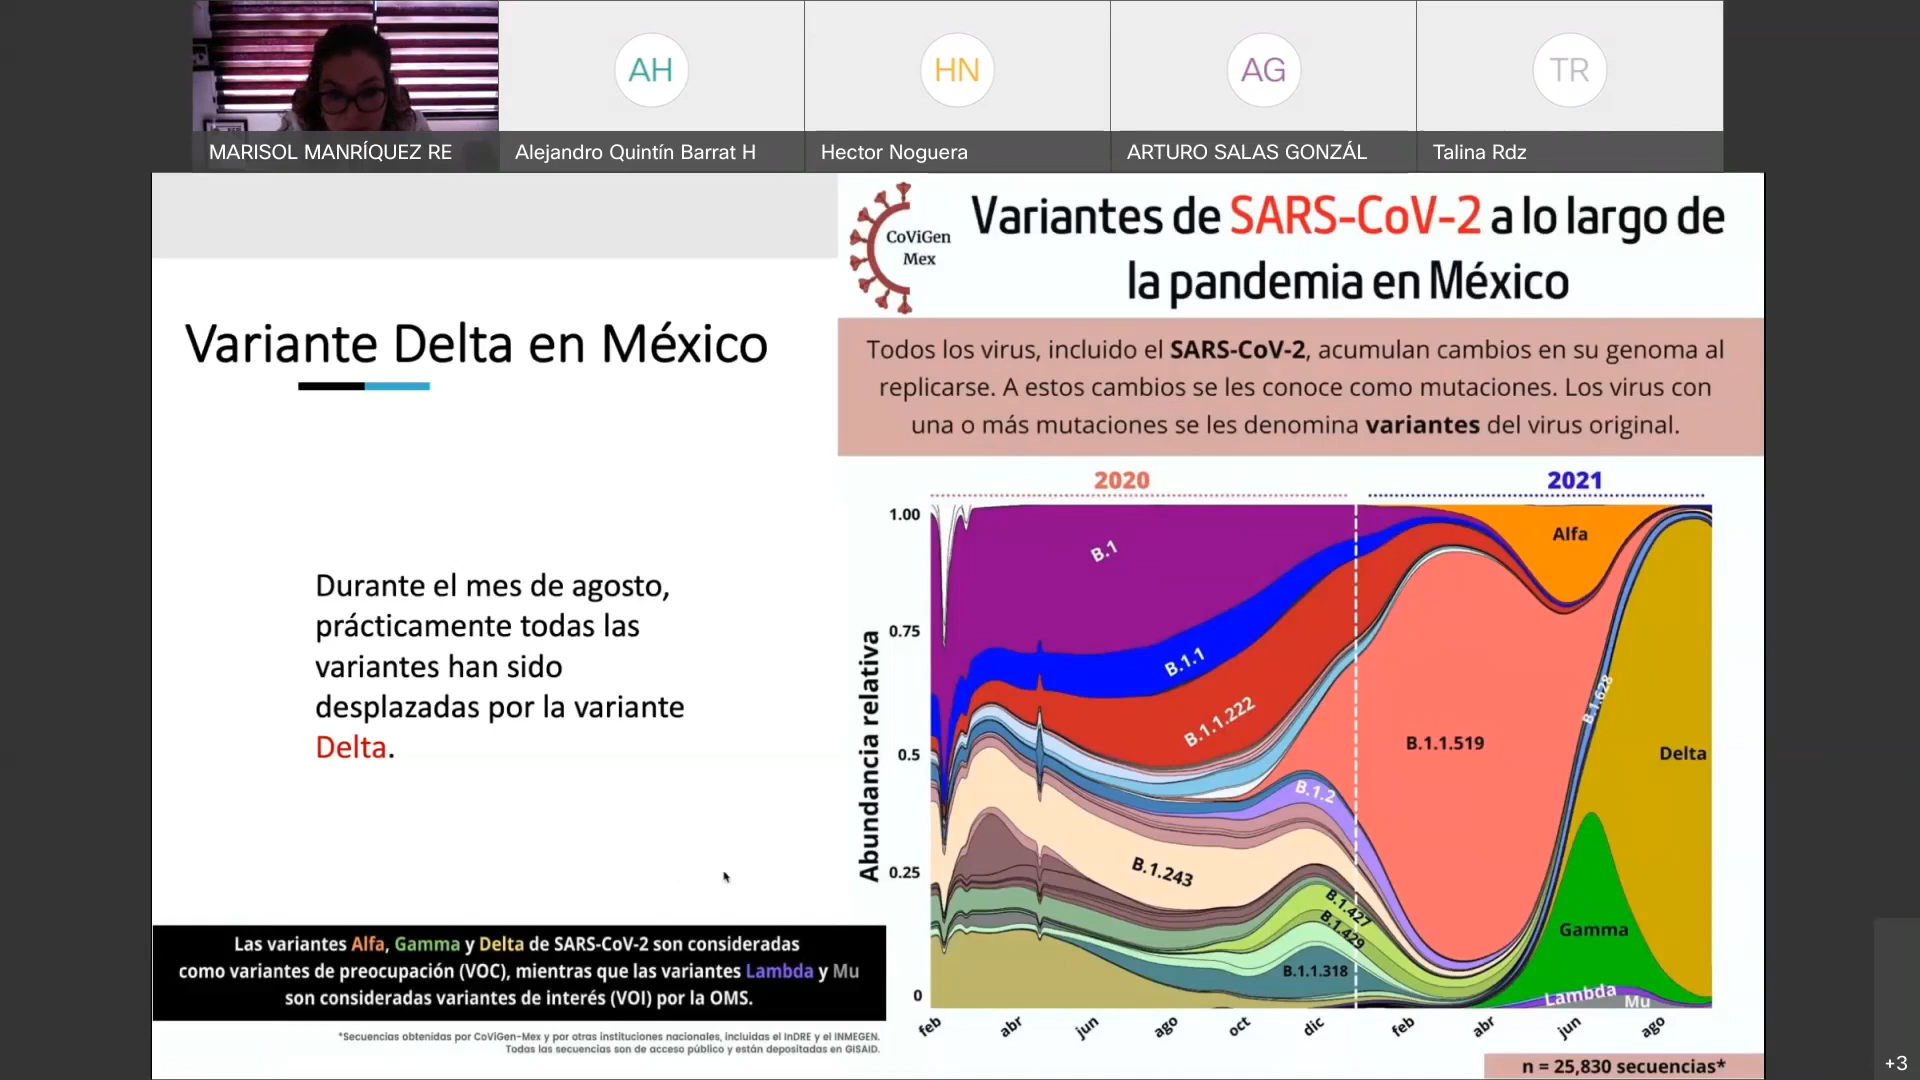 AH
HN
AG
TR
MARISOL MANRÍQUEZ RE
Alejandro Quintín Barrat H
Hector Noguera
ARTURO SALAS GONZÁL
Talina Rdz
Variante Delta en México
Durante el mes de agosto,
prácticamente todas las
variantes han sido
desplazadas por la variante
Delta.
Las variantes Alfa, Gamma y Delta de SARS-CoV-2 son consideradas
como variantes de preocupación (VOC), mientras que las variantes Lambda y Mu
son consideradas variantes de interés (VOI) por la OMS.
*Secuencias obtenidas por CoViGen-Mex y por otras instituciones nacionales, incluidas el InDRE y el INMEGEN.
Todas las secuencias son de acceso público y están depositadas en GISAID.
CoViGen
Mex
Variantes de SARS-CoV-2 a lo largo de
la pandemia en México
Todos los virus, incluido el SARS-CoV-2, acumulan cambios en su genoma al
replicarse. A estos cambios se les conoce como mutaciones. Los virus con
una o más mutaciones se les denomina variantes del virus original.
2020
2021
Abundancia relativa
1.00
0.75
0.5
0.25
0
B.1
B.1.1
B.1.1.222
B.1.2
B.1.243
B.1.427
B.1.429
B.1.1.318
B.1.1.519
Alfa
B.1.628
Delta
Gamma
Lambda
Mu
feb
abr
jun
ago
oct
dic
feb
abr
jun
ago
n = 25,830 secuencias*
+3